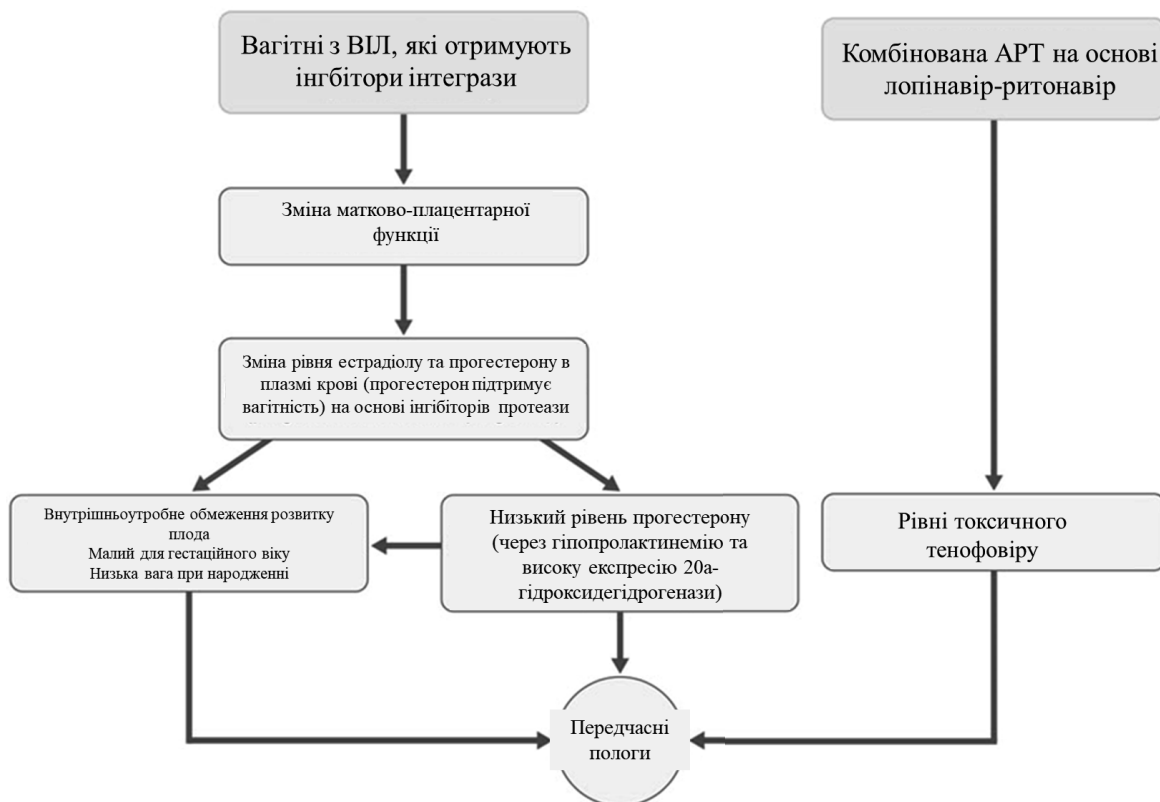 Вагітні з ВІЛ, які отримують
інгбітори інтегрази
Комбінована АРТ на основі
лопінавір-ритонавір
Зміна матково-плацентарної
функції
Зміна рівня естрадіолу та прогестерону в
плазмі крові (прогестерон підтримує
вагітність) на основі інгібіторів протеази
Внутрішньоутробне обмеження розвитку
плода
Малий для гестаційного віку
Низька вага при народженні
Низький рівень прогестерону
(через гіпопролактинемію та
високу експресію 20а-
гідроксидегідрогенази)
Рівні токсичного
тенофовіру
Передчасні
пологи